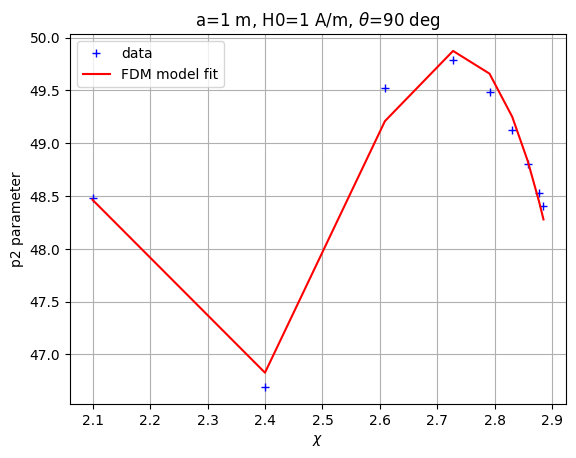 a=1 m, H0=1 A/m, θ=90 deg
data
FDM model fit
50.0
49.5
49.0
48.5
48.0
47.5
47.0
p2 parameter
2.1 2.2 2.3 2.4 2.5 2.6 2.7 2.8 2.9
χ